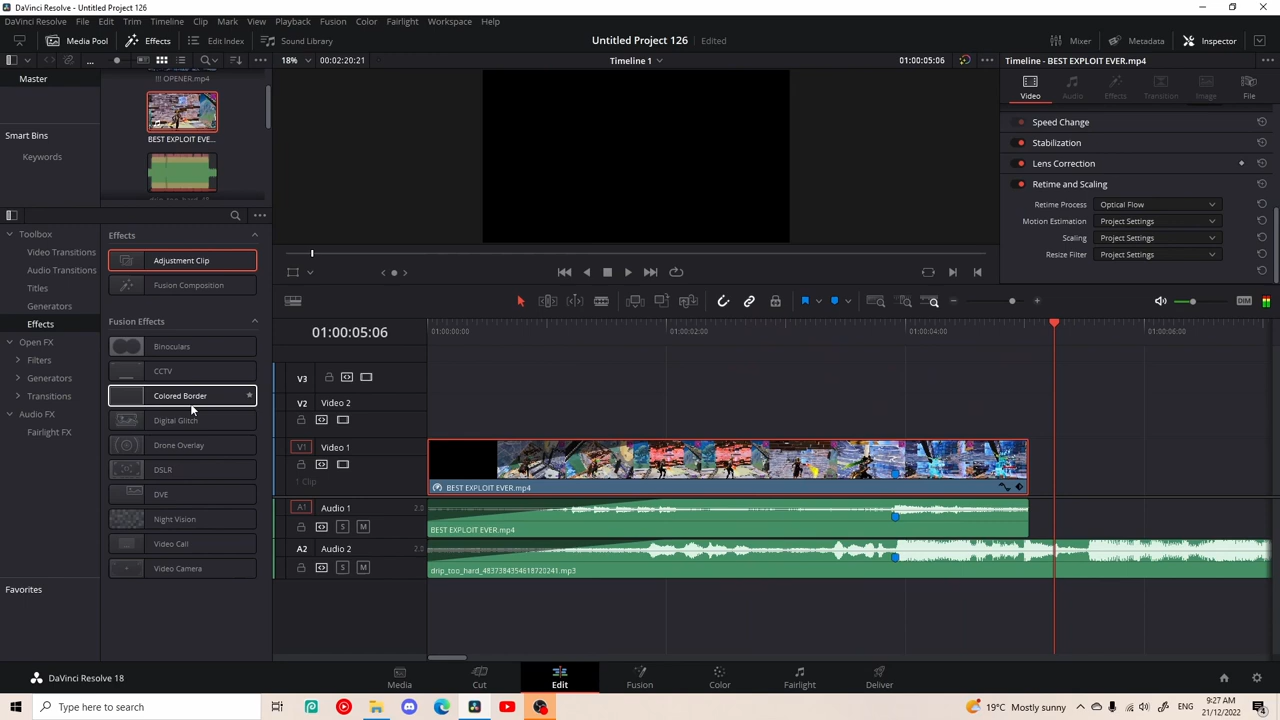 DaVinci Resolve - Untitled Project 126
DaVinci Resolve File Edit Trim Timeline Clip Mark View Playback Fusion Color Fairlight Workspace Help
Media Pool Effects Edit Index Sound Library Untitled Project 126 Edited Mixer Metadata Inspector
... 18% 00:02:20:21 Timeline 1 01:00:05:06 Timeline - BEST EXPLOIT EVER.mp4
Master
!!! OPENER.mp4
BEST EXPLOIT EVE...
Smart Bins
Keywords
Video Audio Effects Transition Image File
Speed Change
Stabilization
Lens Correction
Retime and Scaling
Retime Process Optical Flow
Motion Estimation Project Settings
Scaling Project Settings
Resize Filter Project Settings
Toolbox
Video Transitions
Audio Transitions
Titles
Generators
Effects
Open FX
Filters
Generators
Transitions
Audio FX
Fairlight FX
Favorites
Effects
Adjustment Clip
Fusion Composition
Fusion Effects
Binoculars
CCTV
Colored Border
Digital Glitch
Drone Overlay
DSLR
DVE
Night Vision
Video Call
Video Camera
DIM
01:00:05:06
01:00:00:00 01:00:02:00 01:00:04:00 01:00:06:00
V3
V2 Video 2
V1 Video 1
1 Clip
BEST EXPLOIT EVER.mp4
A1 Audio 1 2.0
S M
BEST EXPLOIT EVER.mp4
A2 Audio 2 2.0
S M
drip_too_hard_4837384354618720241.mp3
DaVinci Resolve 18
Media Cut Edit Fusion Color Fairlight Deliver
Type here to search
19°C Mostly sunny ENG 9:27 AM
21/12/2022
4